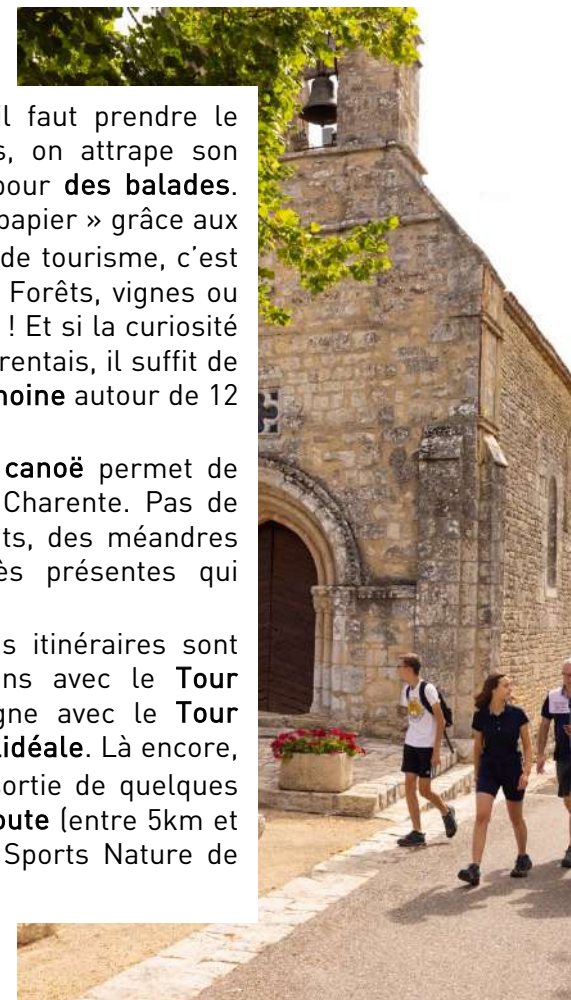 il faut prendre le
s, on attrape son
pour des balades.
papier » grâce aux
de tourisme, c'est
Forêts, vignes ou
! Et si la curiosité
rentais, il suffit de
moine autour de 12
canoë permet de
Charente. Pas de
ts, des méandres
ès présentes qui
s itinéraires sont
ns avec le Tour
gne avec le Tour
idéale. Là encore,
sortie de quelques
oute (entre 5km et
Sports Nature de